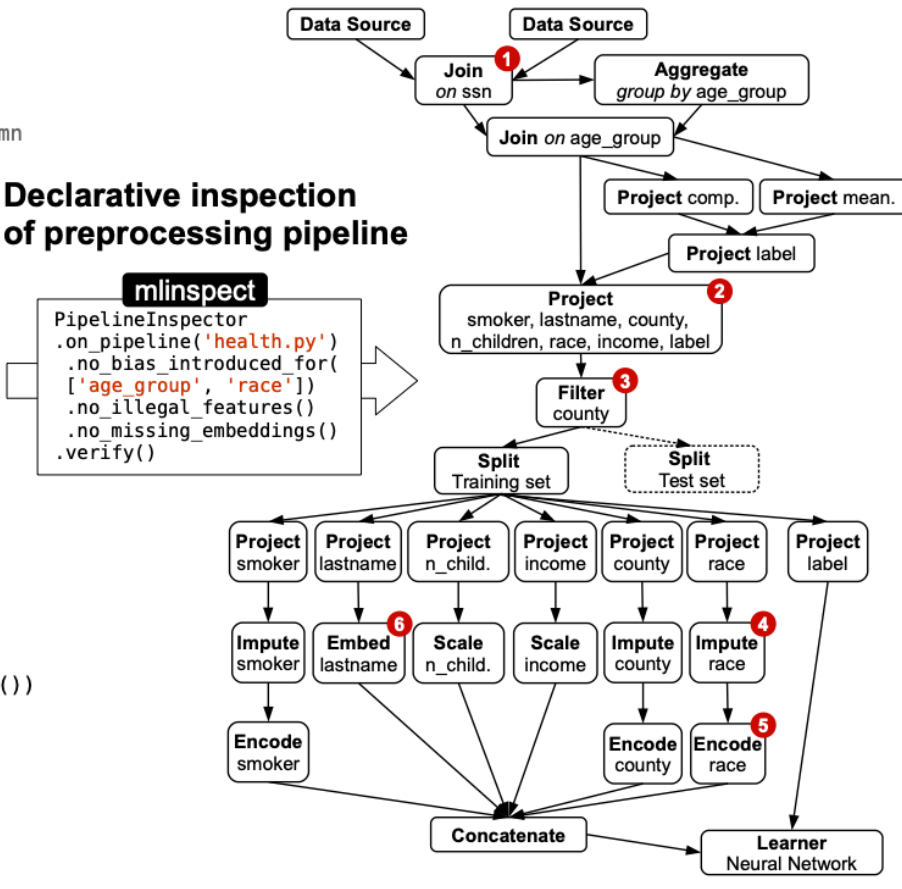 Data Source
Data Source
1
Join
on ssn
Aggregate
group by age_group
mn
Join on age_group
Declarative inspection
of preprocessing pipeline
Project comp.
Project mean.
Project label
mlinspect
PipelineInspector
.on_pipeline('health.py')
.no_bias_introduced_for(
['age_group', 'race'])
.no_illegal_features()
.no_missing_embeddings()
.verify()
2
Project
smoker, lastname, county,
n_children, race, income, label
3
Filter
county
Split
Training set
Split
Test set
Project
smoker
Project
lastname
Project
n_child.
Project
income
Project
county
Project
race
Project
label
Impute
smoker
6
Embed
lastname
Scale
n_child.
Scale
income
Impute
county
4
Impute
race
())
Encode
smoker
Encode
county
5
Encode
race
Concatenate
Learner
Neural Network